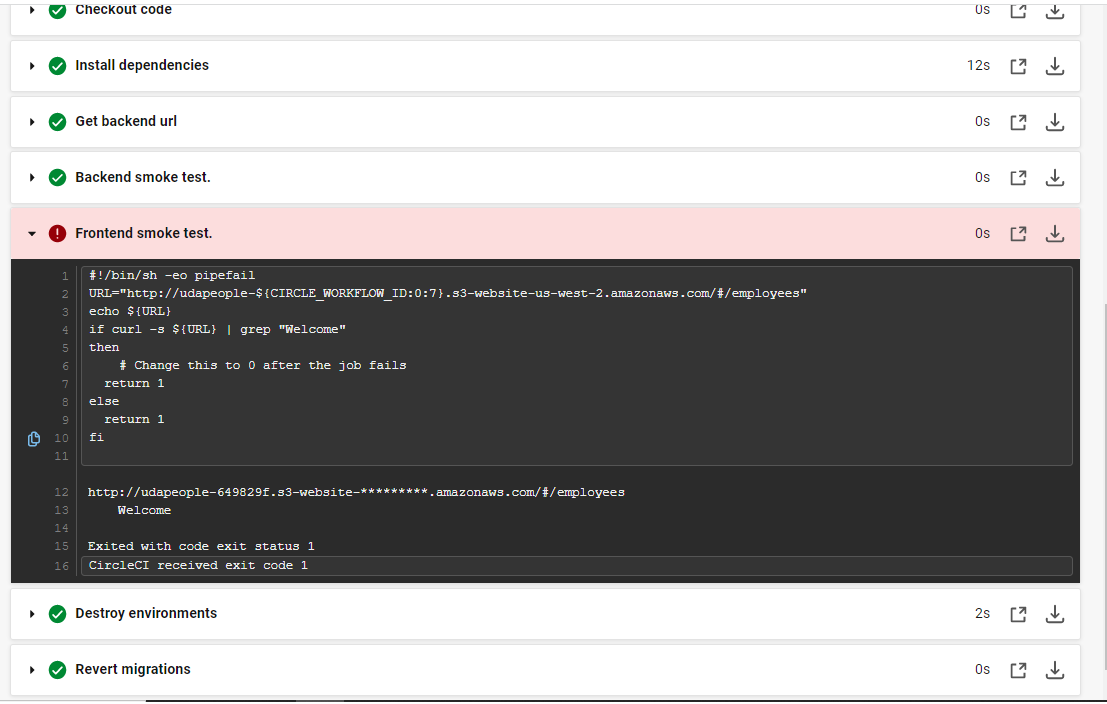 Checkout code 0s
Install dependencies 12s
Get backend url 0s
Backend smoke test. 0s
Frontend smoke test. 0s
1 #!/bin/sh -eo pipefail
2 URL="http://udapeople-${CIRCLE_WORKFLOW_ID:0:7}.s3-website-us-west-2.amazonaws.com/#/employees"
3 echo ${URL}
4 if curl -s ${URL} | grep "Welcome"
5 then
6     # Change this to 0 after the job fails
7   return 1
8 else
9   return 1
10 fi
11
12 http://udapeople-649829f.s3-website-*********.amazonaws.com/#/employees
13     Welcome
14
15 Exited with code exit status 1
16 CircleCI received exit code 1
Destroy environments 2s
Revert migrations 0s